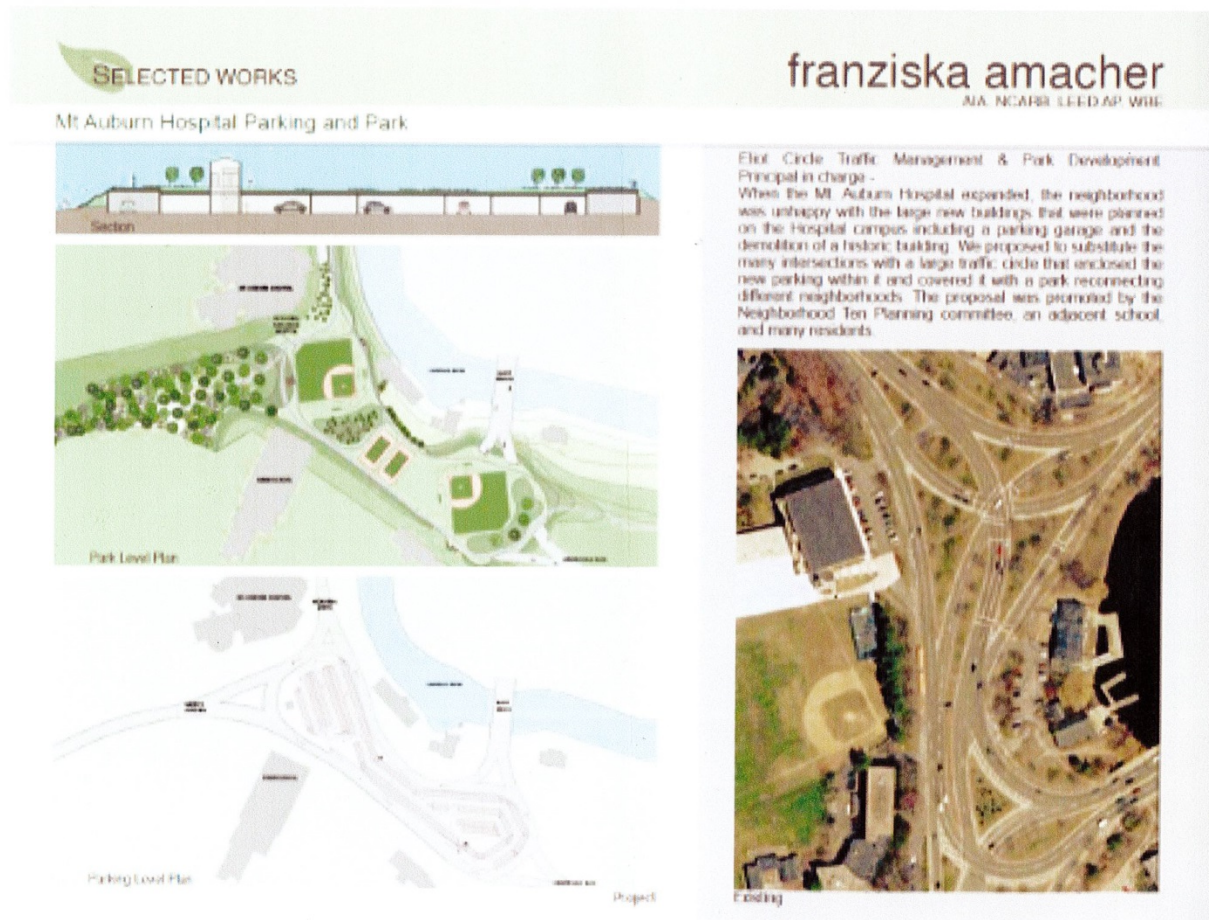 SELECTED WORKS
franziska amacher
AIA, NCARB, LEED AP, WBE
Mt Auburn Hospital Parking and Park
Section
Park Level Plan
Parking Level Plan
Project
Eliot Circle Traffic Management & Park Development
Principal in charge -
When the Mt. Auburn Hospital expanded, the neighborhood
was unhappy with the large new buildings that were planned
on the Hospital campus including a parking garage and the
demolition of a historic building. We proposed to substitute the
many intersections with a large traffic circle that enclosed the
new parking within it and covered it with a park reconnecting
different neighborhoods. The proposal was promoted by the
Neighborhood Ten Planning committee, an adjacent school,
and many residents.
Existing